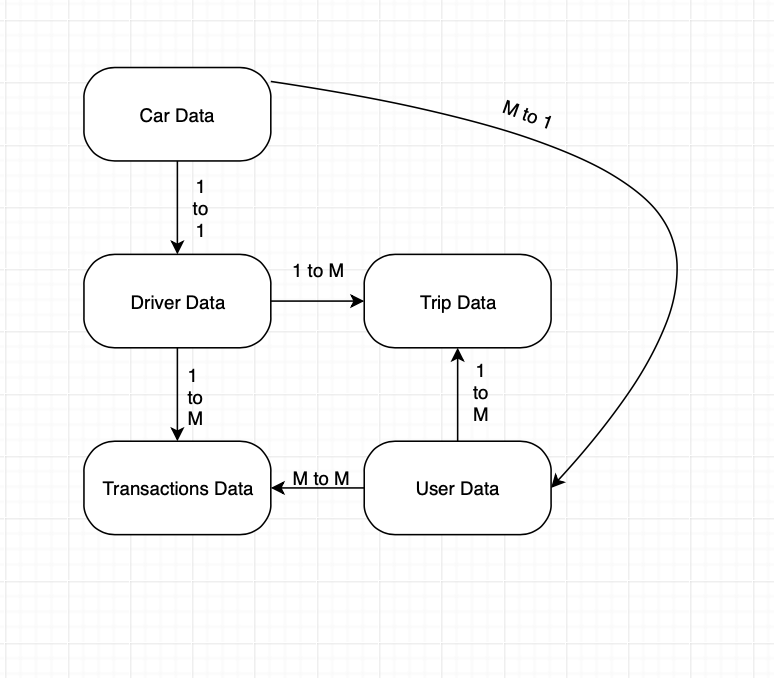 Car Data
M to 1
1
to
1
Driver Data
1 to M
Trip Data
1
to
M
1
to
M
Transactions Data
M to M
User Data